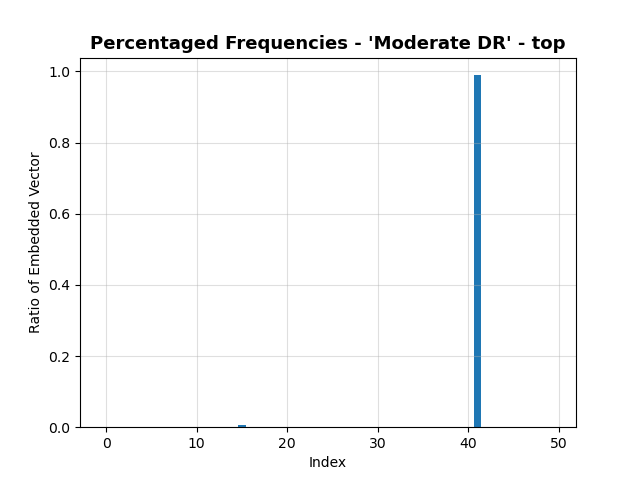 Percentaged Frequencies - 'Moderate DR' - top
1.0
0.8
0.6
0.4
0.2
0.0
Ratio of Embedded Vector
0 10 20 30 40 50
Index